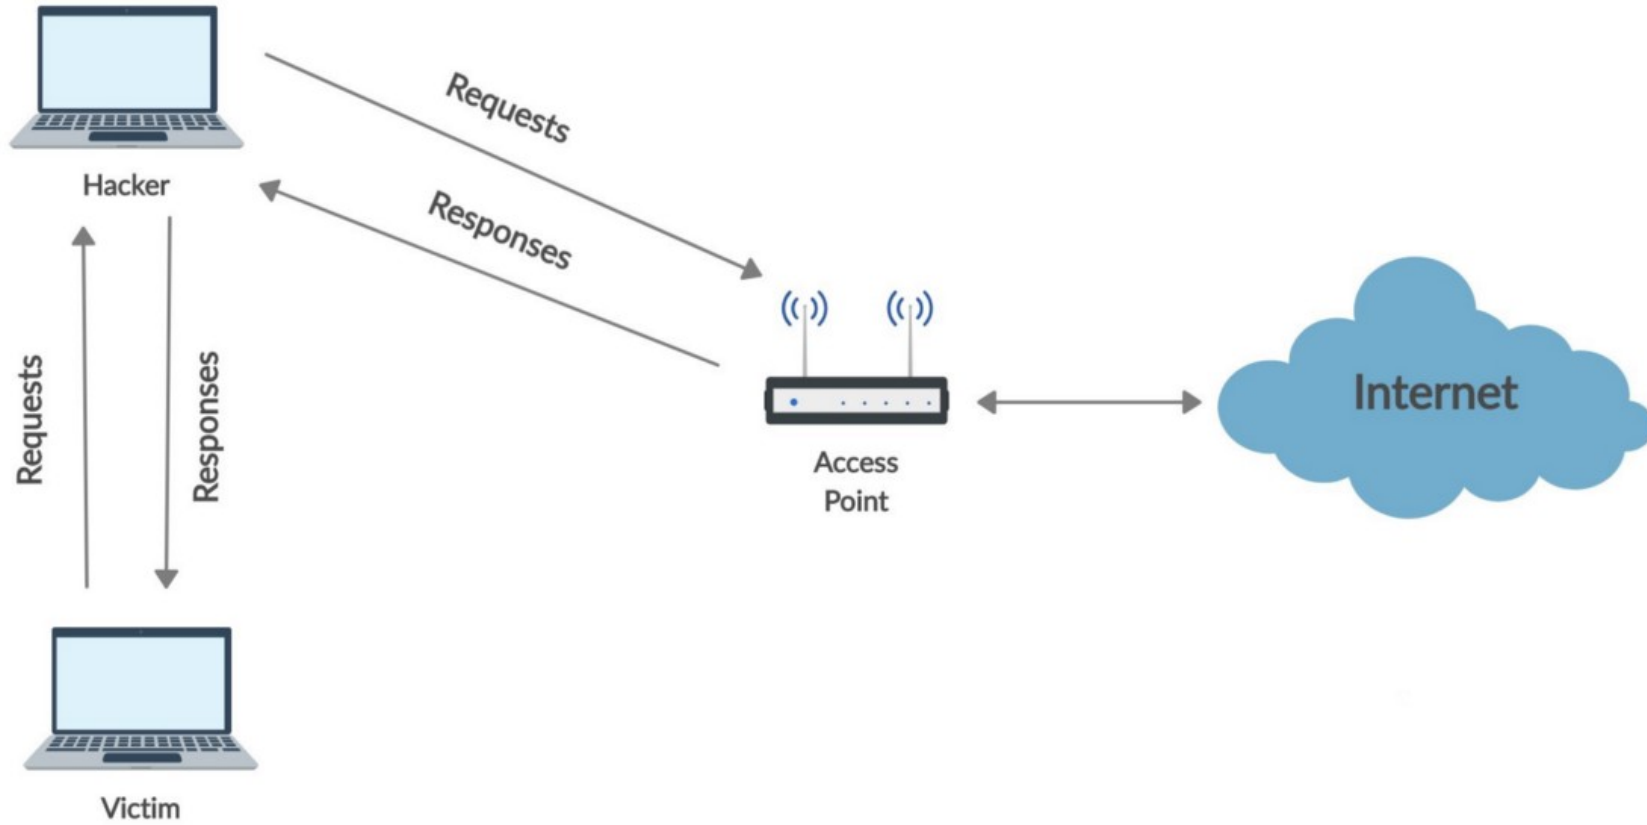 Requests
Hacker
Responses
Internet
Requests
Responses
Access
Point
Victim